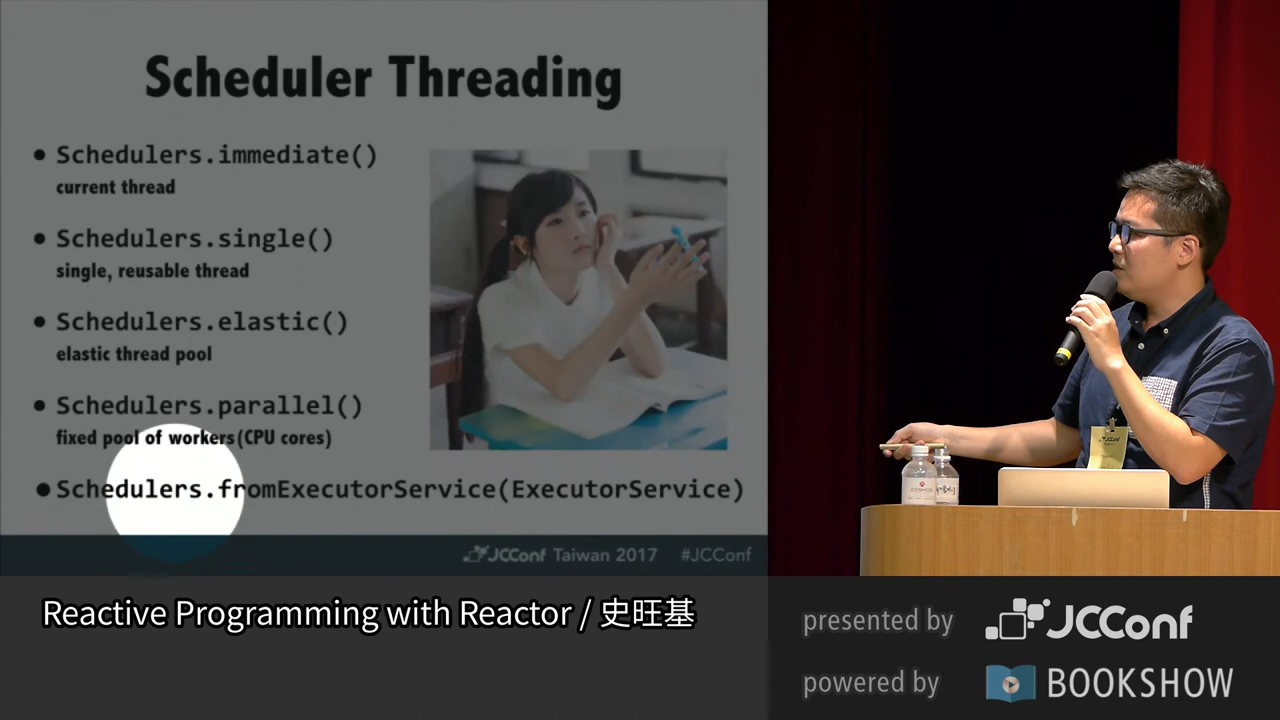 Scheduler Threading
• Schedulers.immediate()
current thread
• Schedulers.single()
single, reusable thread
• Schedulers.elastic()
elastic thread pool
• Schedulers.parallel()
fixed pool of workers(CPU cores)
• Schedulers.fromExecutorService(ExecutorService)
JCConf Taiwan 2017 #JCConf
Reactive Programming with Reactor / 史旺基
presented by JCConf
powered by BOOKSHOW